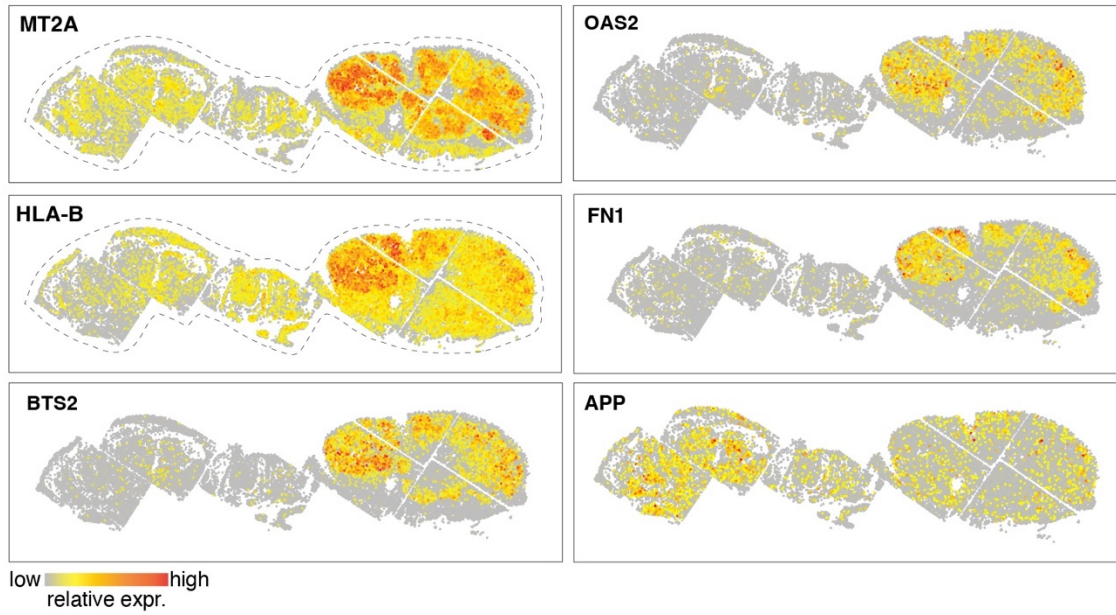 MT2A
OAS2
HLA-B
FN1
BTS2
APP
low high
relative expr.